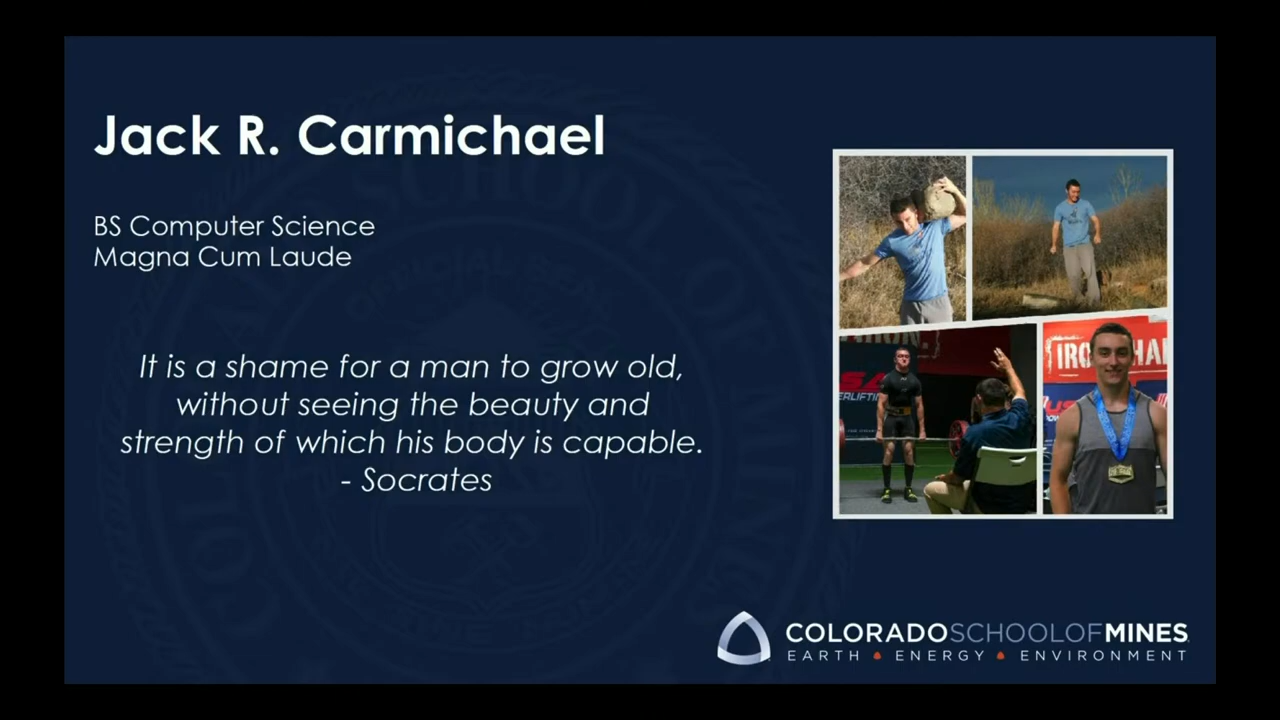 Jack R. Carmichael
BS Computer Science
Magna Cum Laude
It is a shame for a man to grow old,
without seeing the beauty and
strength of which his body is capable.
- Socrates
COLORADOSCHOOLOFMINES
EARTH ENERGY ENVIRONMENT